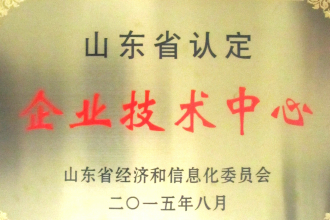 山东省认定
企业技术中心
山东省经济和信息化委员会
二〇一五年八月